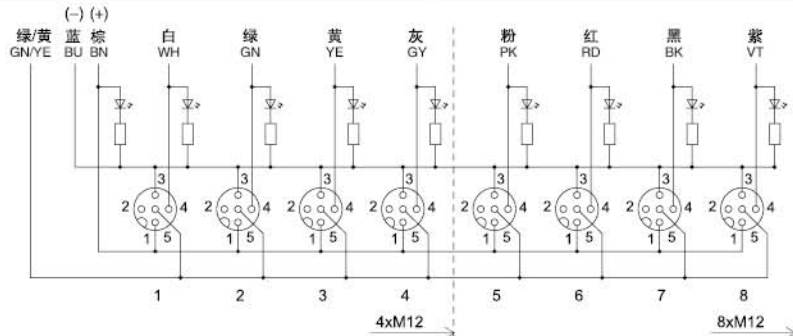 (−) (+)
绿/黄 蓝 棕 白 绿 黄 灰 粉 红 黑 紫
GN/YE BU BN WH GN YE GY PK RD BK VT
3 3 3 3 3 3 3 3
2 4 2 4 2 4 2 4 2 4 2 4 2 4 2 4
1 5 1 5 1 5 1 5 1 5 1 5 1 5 1 5
1 2 3 4 5 6 7 8
4xM12 8xM12